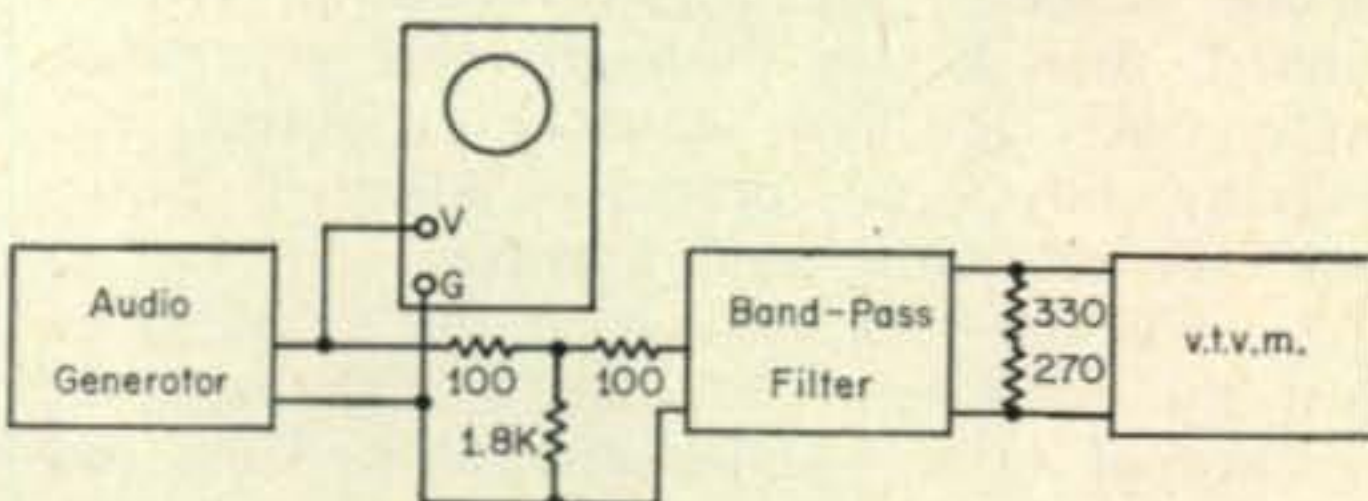 V
G
Audio
Generator
100
100
1.8K
Band-Pass
Filter
330
270
v.t.v.m.